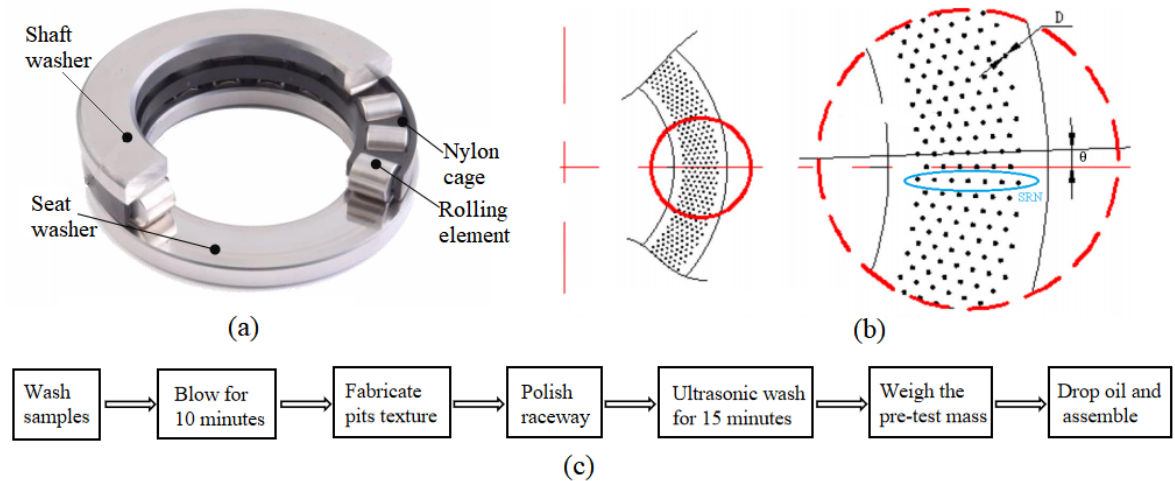 Shaft
washer
Nylon
cage
Rolling
element
Seat
washer
(a)
D
θ
SRN
(b)
Wash
samples
Blow for
10 minutes
Fabricate
pits texture
Polish
raceway
Ultrasonic wash
for 15 minutes
Weigh the
pre-test mass
Drop oil and
assemble
(c)